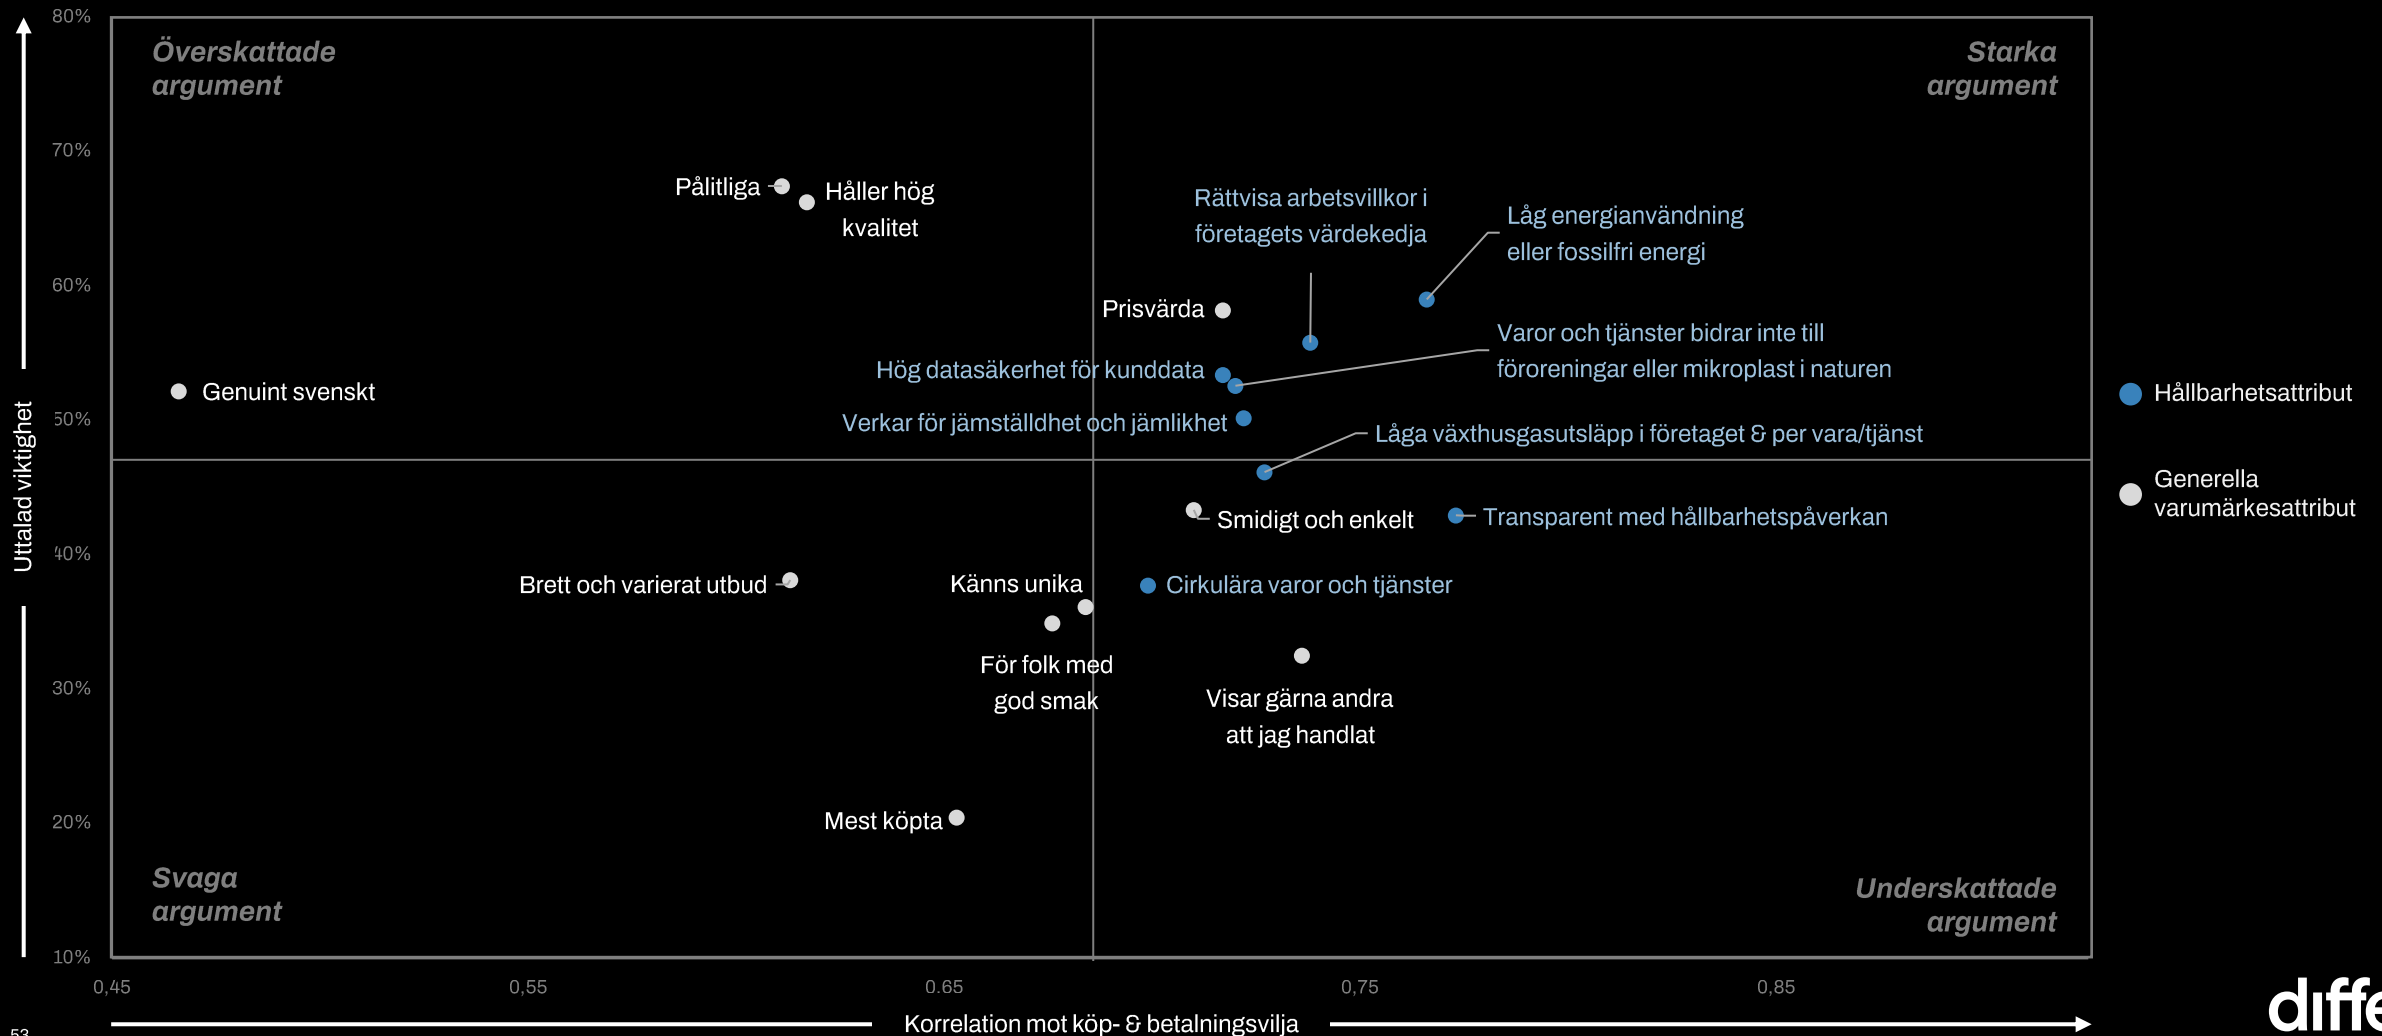 80%
Överskattade
argument
Starka
argument
70%
Pålitliga
Håller hög
kvalitet
Rättvisa arbetsvillkor i
företagets värdekedja
Låg energianvändning
eller fossilfri energi
60%
Prisvärda
Varor och tjänster bidrar inte till
föroreningar eller mikroplast i naturen
Hög datasäkerhet för kunddata
Genuint svenskt
Hållbarhetsattribut
50%
Verkar för jämställdhet och jämlikhet
Låga växthusgasutsläpp i företaget & per vara/tjänst
Uttalad viktighet
Generella
varumärkesattribut
Smidigt och enkelt
Transparent med hållbarhetspåverkan
40%
Brett och varierat utbud
Känns unika
Cirkulära varor och tjänster
För folk med
god smak
30%
Visar gärna andra
att jag handlat
20%
Mest köpta
Svaga
argument
Underskattade
argument
10%
0,45
0,55
0.65
0,75
0,85
Korrelation mot köp- & betalningsvilja
53